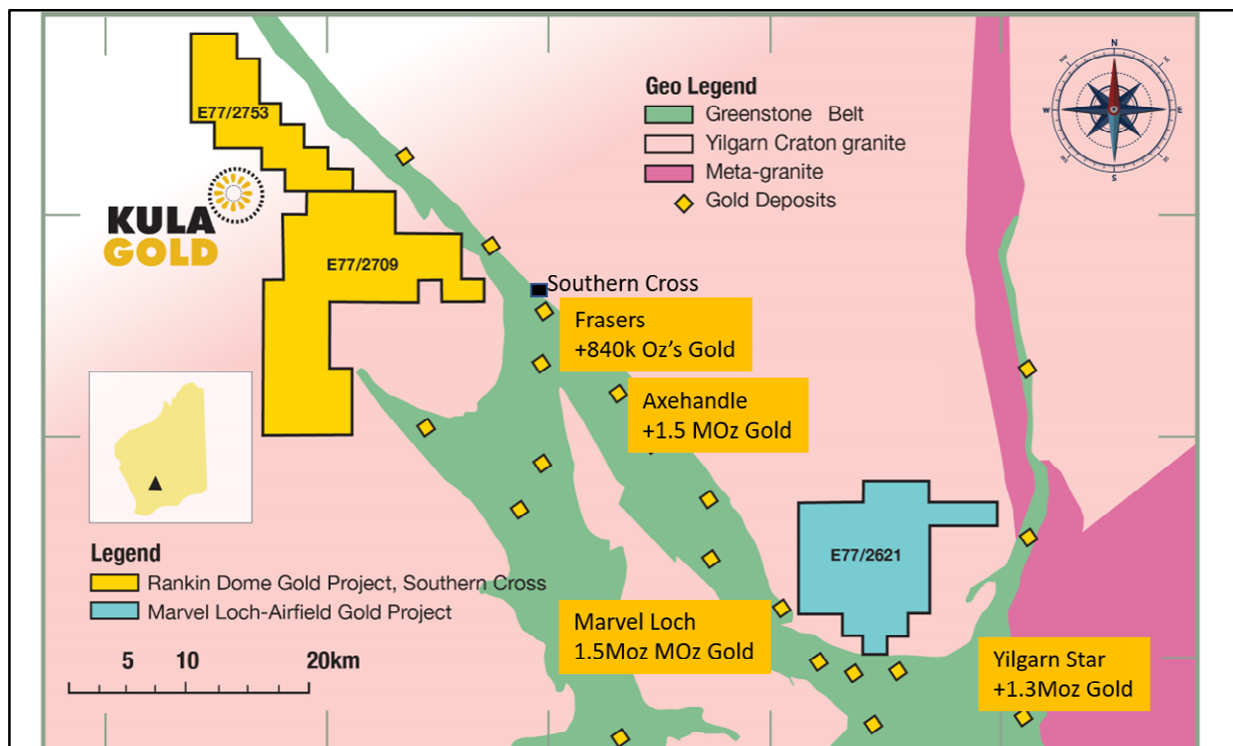 E77/2753
KULA
GOLD
E77/2709
Geo Legend
Greenstone Belt
Yilgarn Craton granite
Meta-granite
Gold Deposits
N
E
S
W
Southern Cross
Frasers
+840k Oz's Gold
Axehandle
+1.5 MOz Gold
E77/2621
Legend
Rankin Dome Gold Project, Southern Cross
Marvel Loch-Airfield Gold Project
5 10 20km
Marvel Loch
1.5Moz MOz Gold
Yilgarn Star
+1.3Moz Gold